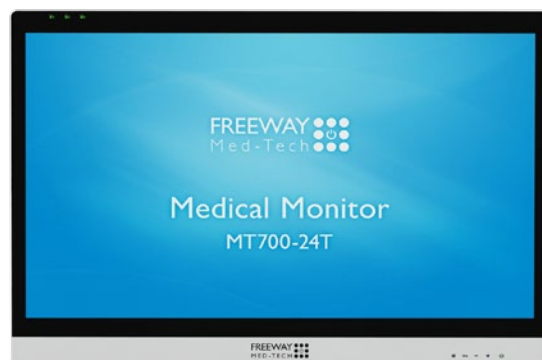 FREEWAY
Med-Tech
Medical Monitor
MT700-24T
FREEWAY
MED-TECH